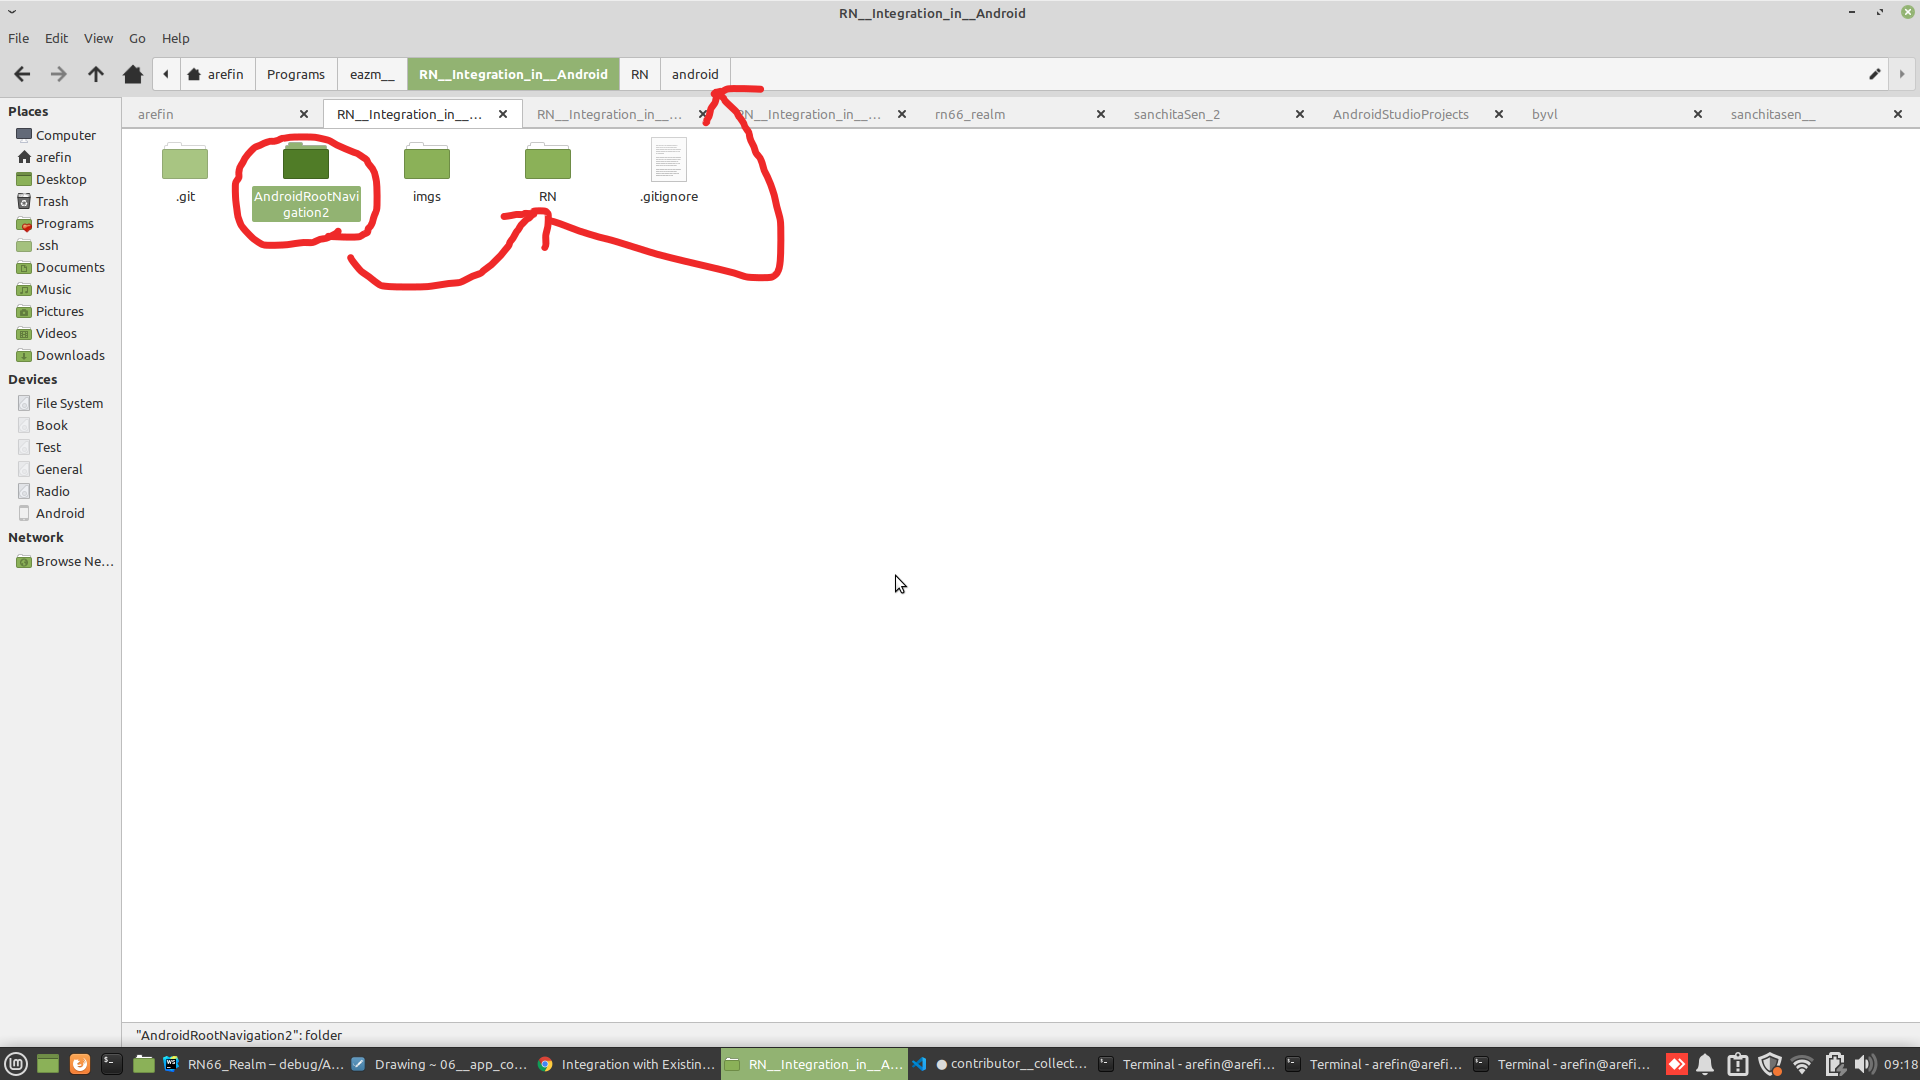 RN__Integration_in__Android
File Edit View Go Help
arefin Programs eazm__ RN__Integration_in__Android RN android
Places
arefin RN__Integration_in__... RN__Integration_in__... RN__Integration_in__... rn66_realm sanchitaSen_2 AndroidStudioProjects byvl sanchitasen__
Computer
arefin
Desktop
Trash
Programs
.ssh
Documents
Music
Pictures
Videos
Downloads
Devices
File System
Book
Test
General
Radio
Android
Network
Browse Ne...
.git
AndroidRootNavi
gation2
imgs
RN
.gitignore
"AndroidRootNavigation2": folder
RN66_Realm – debug/A... Drawing ~ 06__app_co... Integration with Existin... RN__Integration_in__A... ● contributor__collect... Terminal - arefin@arefi... Terminal - arefin@arefi... Terminal - arefin@arefi... 09:18